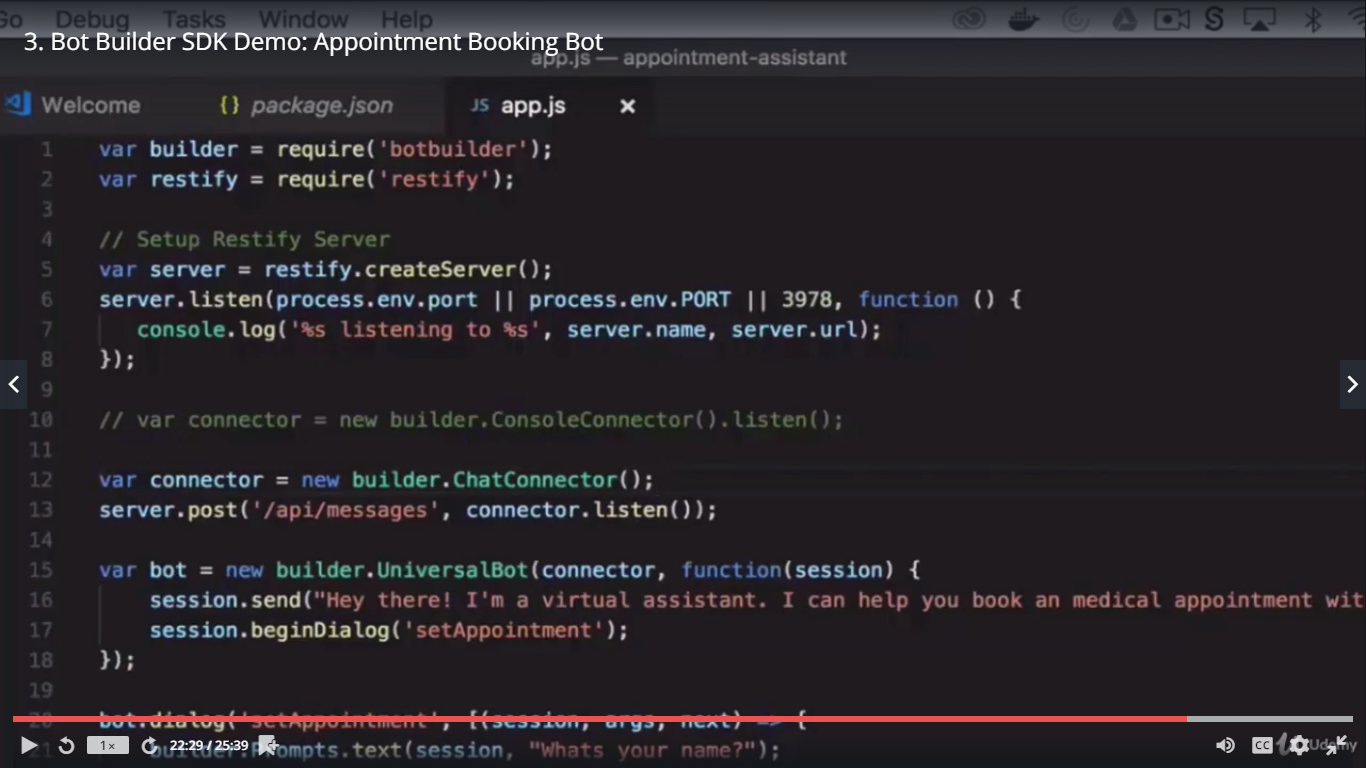 Go Debug Tasks Window Help
3. Bot Builder SDK Demo: Appointment Booking Bot
app.js — appointment-assistant
Welcome {} package.json JS app.js ×
1 var builder = require('botbuilder');
2 var restify = require('restify');
3
4 // Setup Restify Server
5 var server = restify.createServer();
6 server.listen(process.env.port || process.env.PORT || 3978, function () {
7 console.log('%s listening to %s', server.name, server.url);
8 });
9
10 // var connector = new builder.ConsoleConnector().listen();
11
12 var connector = new builder.ChatConnector();
13 server.post('/api/messages', connector.listen());
14
15 var bot = new builder.UniversalBot(connector, function(session) {
16 session.send("Hey there! I'm a virtual assistant. I can help you book an medical appointment wit
17 session.beginDialog('setAppointment');
18 });
19
20 bot.dialog('setAppointment', [(session, args, next) => {
21 builder.Prompts.text(session, "Whats your name?");
1× 22:29 / 25:39 CC Udemy